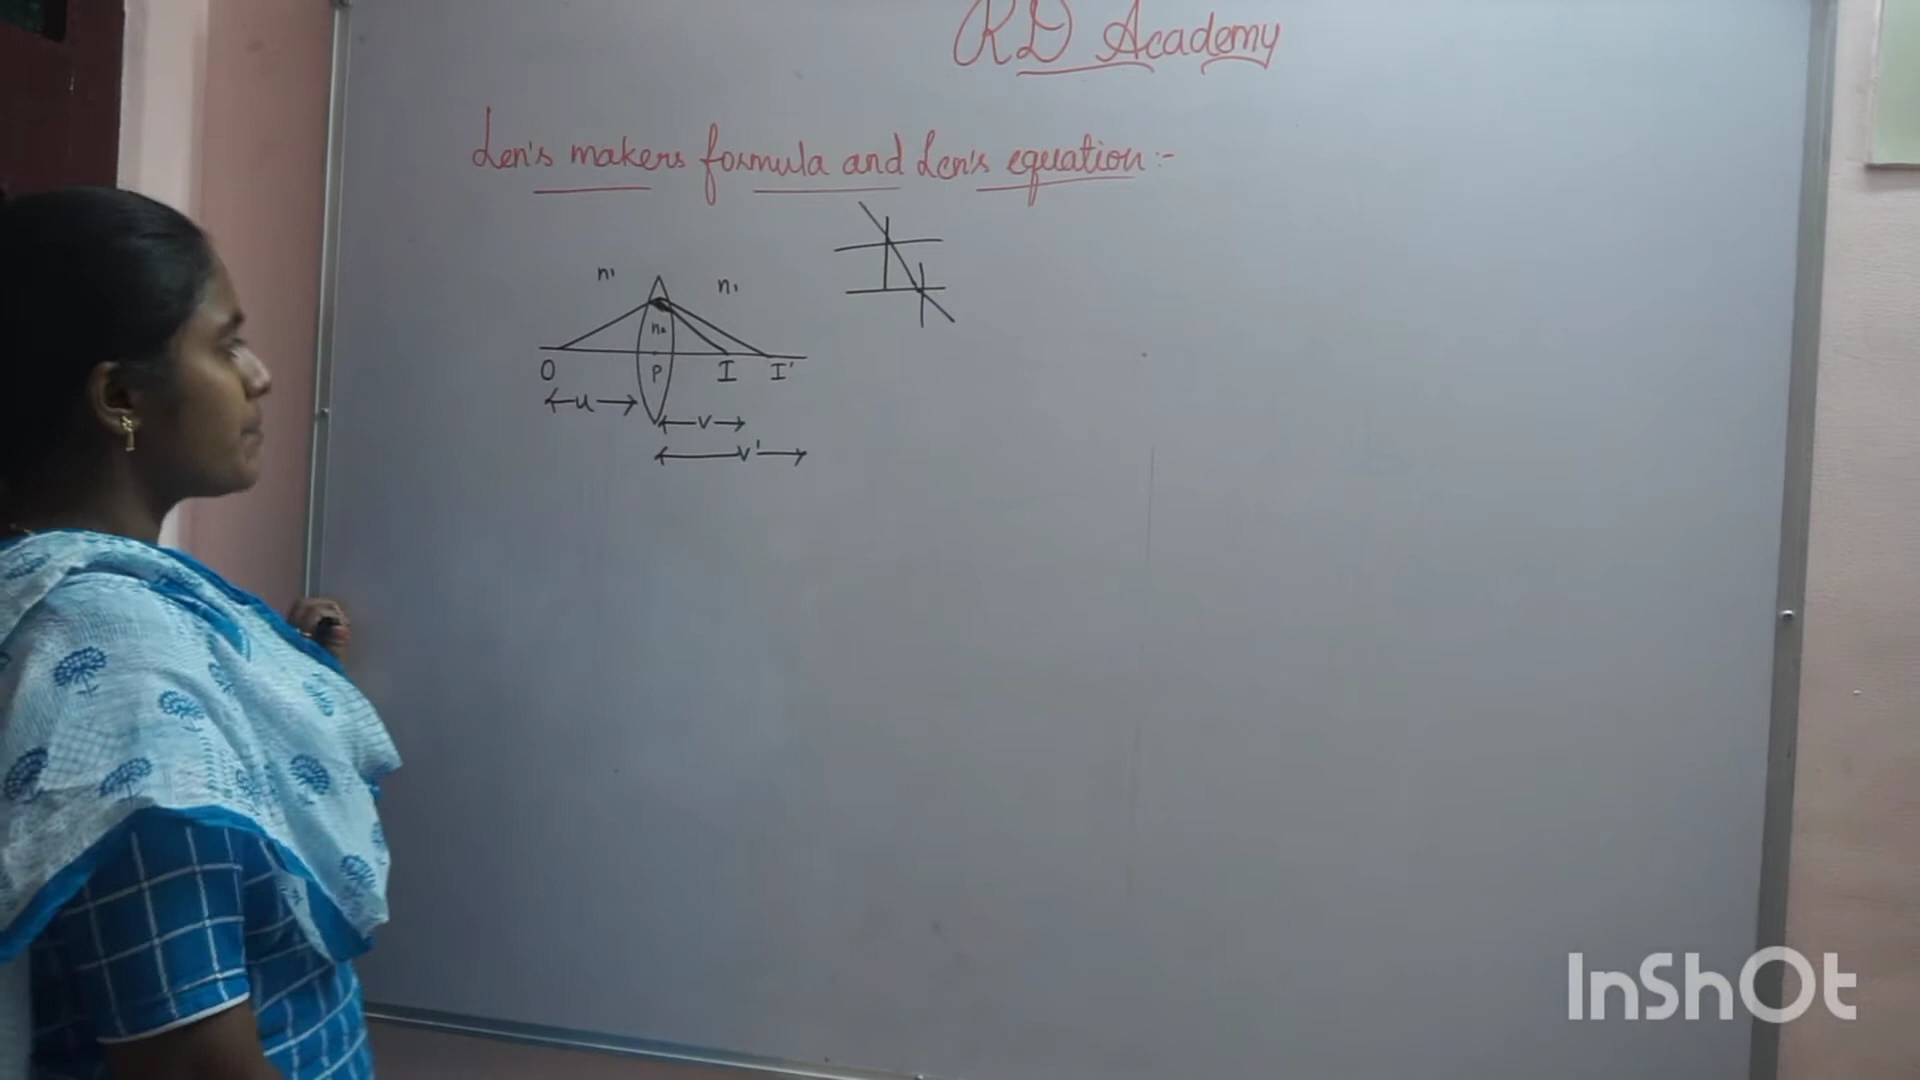 RD Academy
Len's makers formula and Len's equation :-
n₁ n₁
n₂
O P I I'
u
v
v'
InShOt